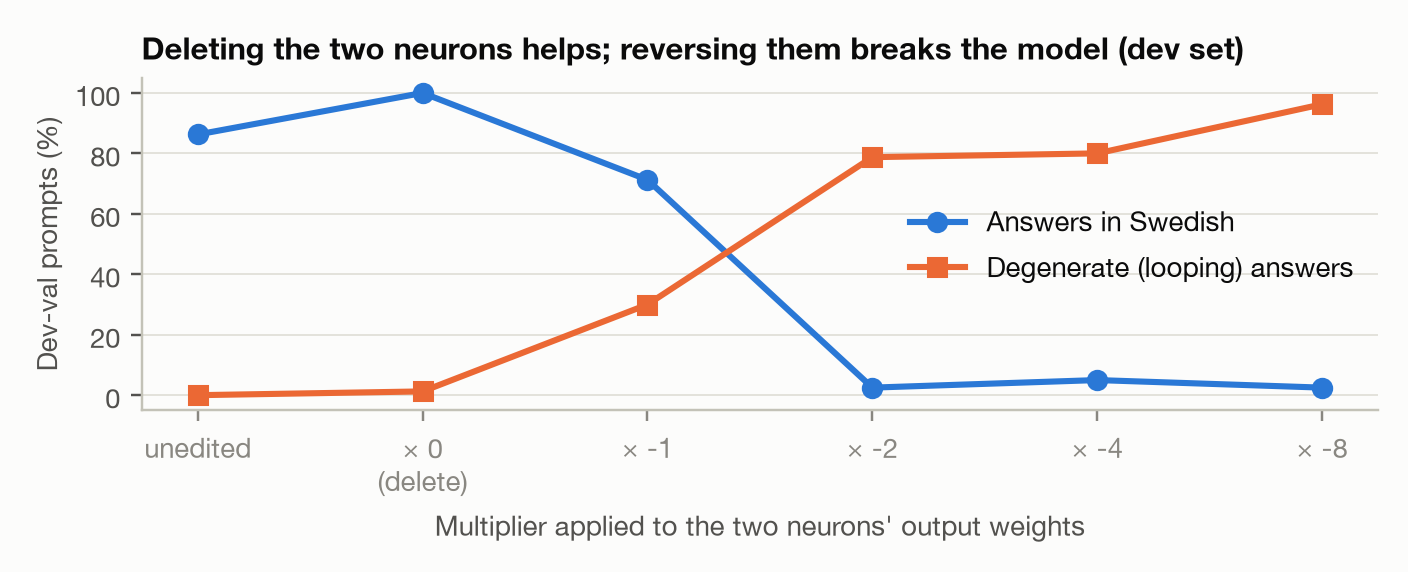 Deleting the two neurons helps; reversing them breaks the model (dev set)
Dev-val prompts (%)
100
80
60
40
20
0
Answers in Swedish
Degenerate (looping) answers
unedited
× 0
(delete)
× -1
× -2
× -4
× -8
Multiplier applied to the two neurons' output weights